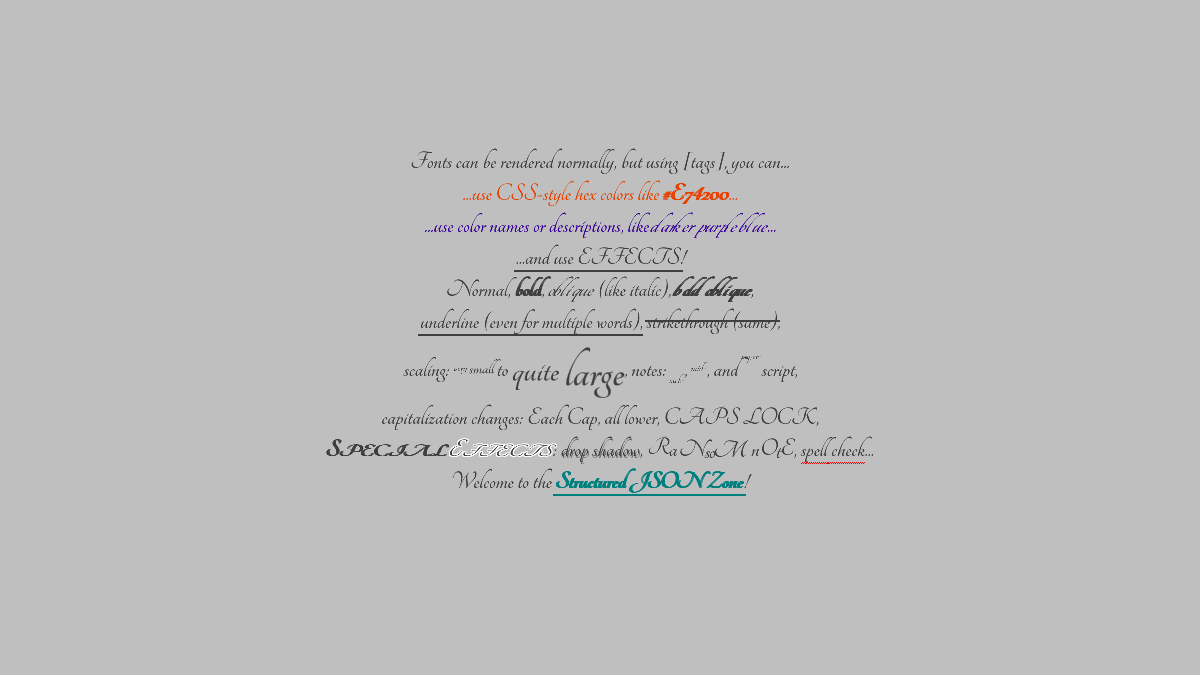 Fonts can be rendered normally, but using [tags], you can...
...use CSS-style hex colors like #E74200...
...use color names or descriptions, like darker purple blue...
...and use EFFECTS!
Normal, bold, oblique (like italic), bold oblique,
underline (even for multiple words), strikethrough (same),
scaling: very small to quite large, notes: , , and super script,
capitalization changes: Each Cap, all lower, CAPS LOCK,
SPECIAL EFFECTS: drop shadow, RaNsoM nOtE, spell check...
Welcome to the Structured JSON Zone!